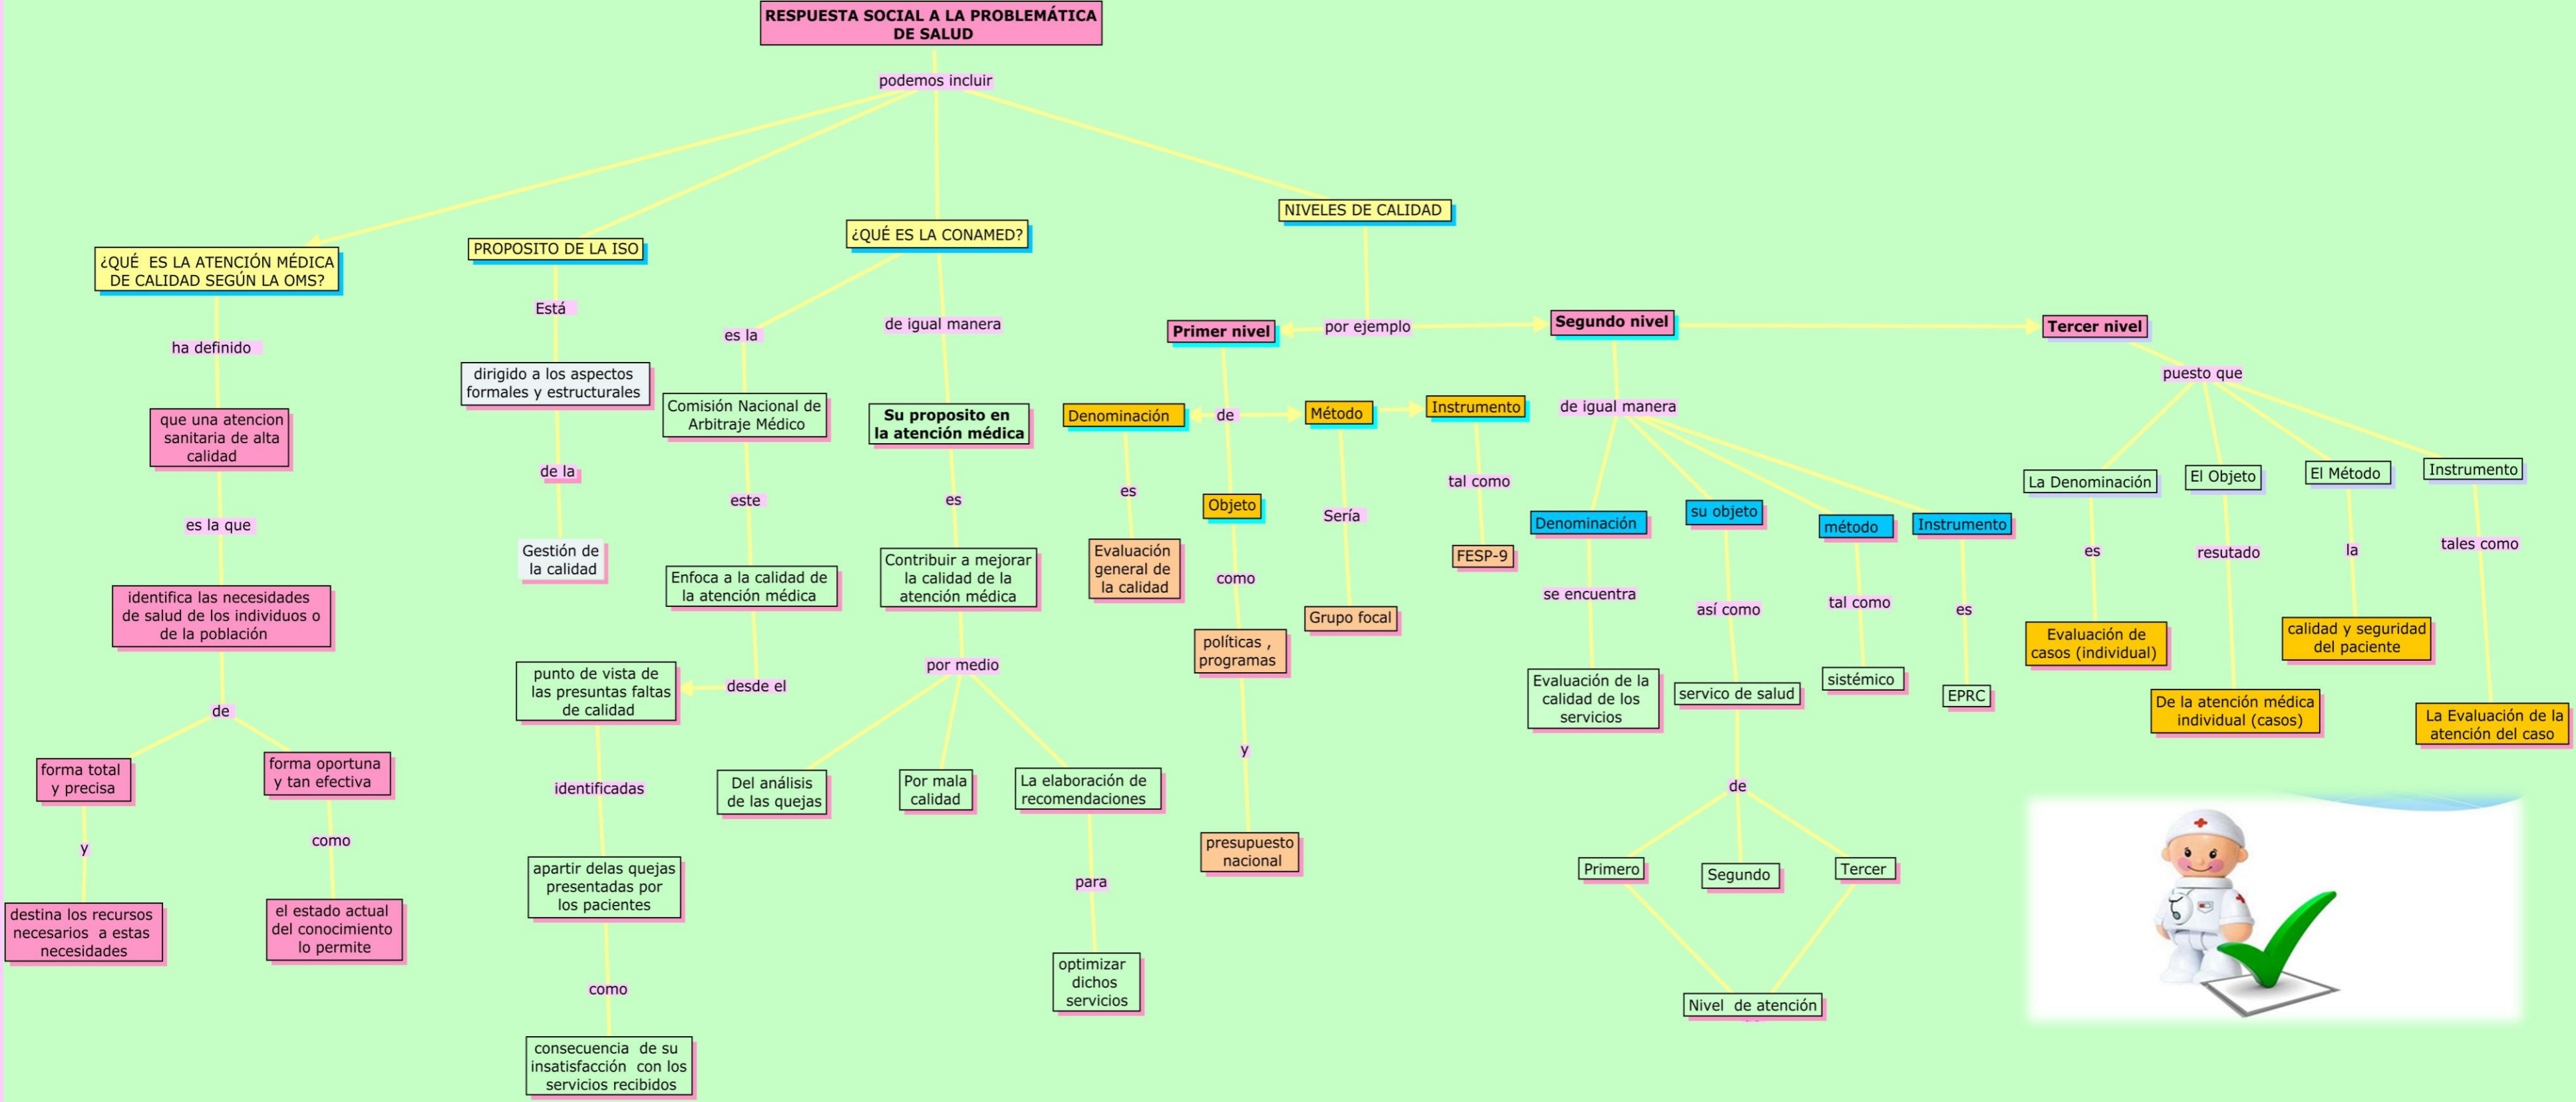 RESPUESTA SOCIAL A LA PROBLEMÁTICA
DE SALUD
podemos incluir
¿QUÉ ES LA ATENCIÓN MÉDICA
DE CALIDAD SEGÚN LA OMS?
ha definido
que una atencion
sanitaria de alta
calidad
es la que
identifica las necesidades
de salud de los individuos o
de la población
de
forma total
y precisa
y
destina los recursos
necesarios a estas
necesidades
forma oportuna
y tan efectiva
como
el estado actual
del conocimiento
lo permite
PROPOSITO DE LA ISO
Está
dirigido a los aspectos
formales y estructurales
de la
Gestión de
la calidad
¿QUÉ ES LA CONAMED?
es la
Comisión Nacional de
Arbitraje Médico
este
Enfoca a la calidad de
la atención médica
desde el
punto de vista de
las presuntas faltas
de calidad
identificadas
apartir delas quejas
presentadas por
los pacientes
como
consecuencia de su
insatisfacción con los
servicios recibidos
de igual manera
Su proposito en
la atención médica
es
Contribuir a mejorar
la calidad de la
atención médica
por medio
Del análisis
de las quejas
Por mala
calidad
La elaboración de
recomendaciones
para
optimizar
dichos
servicios
NIVELES DE CALIDAD
por ejemplo
Primer nivel
de
Denominación
es
Evaluación
general de
la calidad
Objeto
como
políticas ,
programas
y
presupuesto
nacional
Método
Sería
Grupo focal
Instrumento
tal como
FESP-9
Segundo nivel
de igual manera
Denominación
se encuentra
Evaluación de la
calidad de los
servicios
su objeto
así como
servico de salud
de
Primero
Segundo
Tercer
Nivel de atención
método
tal como
sistémico
Instrumento
es
EPRC
Tercer nivel
puesto que
La Denominación
es
Evaluación de
casos (individual)
El Objeto
resutado
De la atención médica
individual (casos)
El Método
la
calidad y seguridad
del paciente
Instrumento
tales como
La Evaluación de la
atención del caso